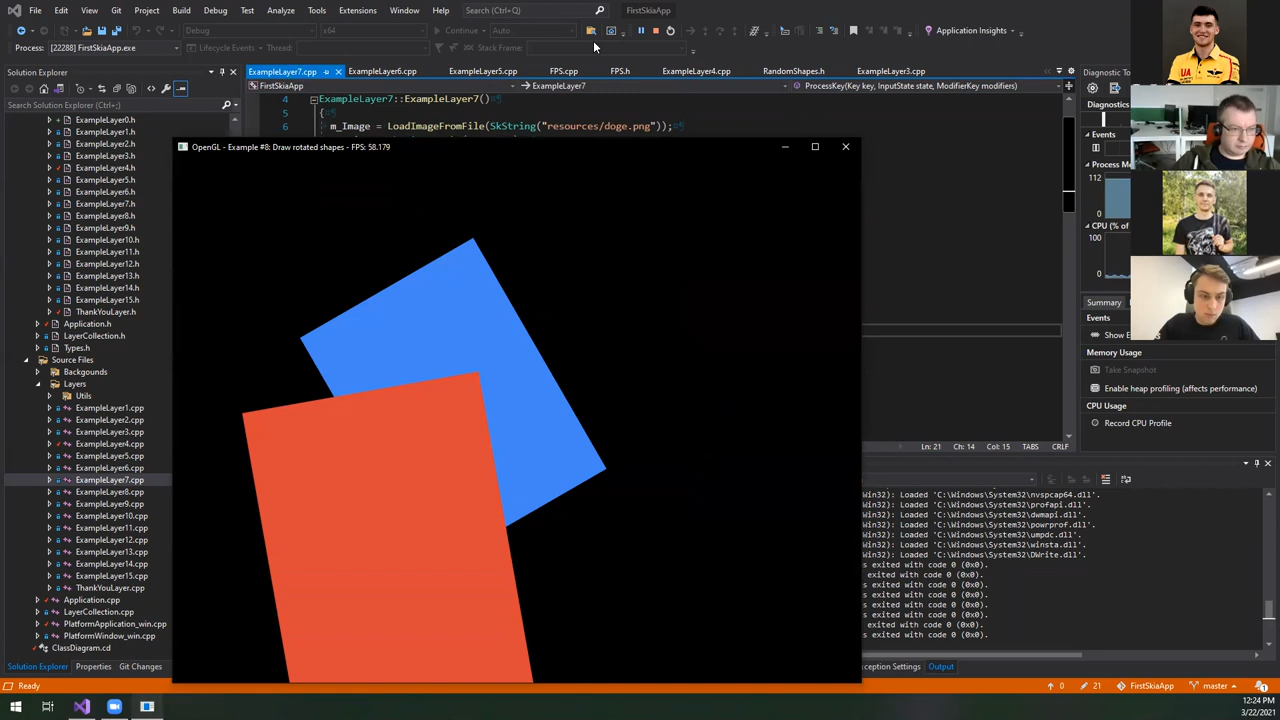 File Edit View Git Project Build Debug Test Analyze Tools Extensions Window Help Search (Ctrl+Q) FirstSkiaApp
Debug x64 Continue Auto Application Insights
Process: [22288] FirstSkiaApp.exe Lifecycle Events Thread: Stack Frame:
Solution Explorer
ExampleLayer7.cpp ExampleLayer6.cpp ExampleLayer5.cpp FPS.cpp FPS.h ExampleLayer4.cpp RandomShapes.h ExampleLayer3.cpp
Diagnostic To
FirstSkiaApp ExampleLayer7 ProcessKey(Key key, InputState state, ModifierKey modifiers)
Search Solution Explorer
4 ExampleLayer7::ExampleLayer7()
5 {
6 m_Image = LoadImageFromFile(SkString("resources/doge.png"));
OpenGL - Example #8: Draw rotated shapes - FPS: 58.179
ExampleLayer0.h
ExampleLayer1.h
ExampleLayer2.h
ExampleLayer3.h
ExampleLayer4.h
ExampleLayer5.h
ExampleLayer6.h
ExampleLayer7.h
ExampleLayer8.h
ExampleLayer9.h
ExampleLayer10.h
ExampleLayer11.h
ExampleLayer12.h
ExampleLayer13.h
ExampleLayer14.h
ExampleLayer15.h
ThankYouLayer.h
Application.h
LayerCollection.h
Types.h
Source Files
Backgrounds
Layers
Utils
ExampleLayer1.cpp
ExampleLayer2.cpp
ExampleLayer3.cpp
ExampleLayer4.cpp
ExampleLayer5.cpp
ExampleLayer6.cpp
ExampleLayer7.cpp
ExampleLayer8.cpp
ExampleLayer9.cpp
ExampleLayer10.cpp
ExampleLayer11.cpp
ExampleLayer12.cpp
ExampleLayer13.cpp
ExampleLayer14.cpp
ExampleLayer15.cpp
ThankYouLayer.cpp
Application.cpp
LayerCollection.cpp
PlatformApplication_win.cpp
PlatformWindow_win.cpp
ClassDiagram.cd
Solution Explorer Properties Git Changes
Diagnostics
Events
Process Me
112
0
CPU (% of
100
0
Summary
Events
Show E
Memory Usage
Take Snapshot
Enable heap profiling (affects performance)
CPU Usage
Record CPU Profile
Ln: 21 Ch: 14 Col: 15 TABS CRLF
Win32): Loaded 'C:\Windows\System32\nvspcap64.dll'.
Win32): Loaded 'C:\Windows\System32\profapi.dll'.
Win32): Loaded 'C:\Windows\System32\dwmapi.dll'.
Win32): Loaded 'C:\Windows\System32\powrprof.dll'.
Win32): Loaded 'C:\Windows\System32\umpdc.dll'.
Win32): Loaded 'C:\Windows\System32\winsta.dll'.
Win32): Loaded 'C:\Windows\System32\DWrite.dll'.
s exited with code 0 (0x0).
exited with code 0 (0x0).
s exited with code 0 (0x0).
s exited with code 0 (0x0).
s exited with code 0 (0x0).
s exited with code 0 (0x0).
exited with code 0 (0x0).
s exited with code 0 (0x0).
ception Settings Output
Ready 0 21 FirstSkiaApp master 1
12:24 PM
3/22/2021